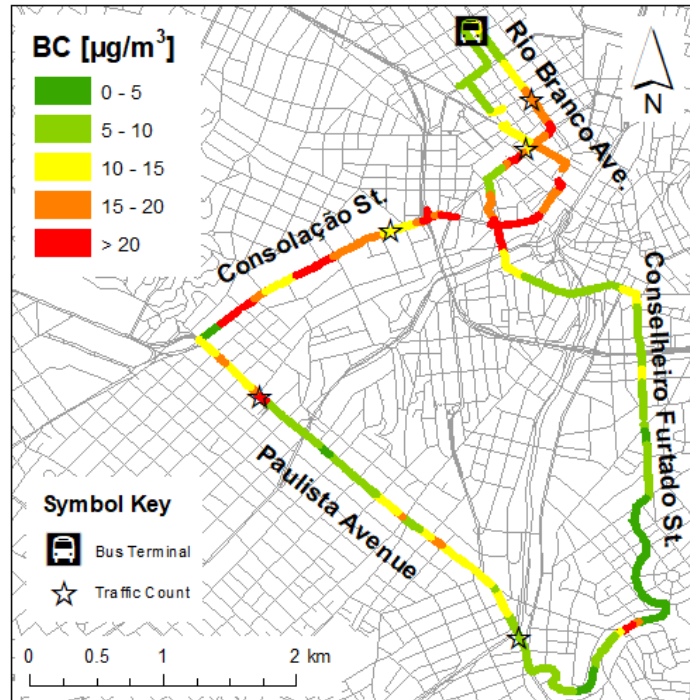 BC [µg/m³]
0 - 5
5 - 10
10 - 15
15 - 20
> 20
Rio Branco Ave.
N
Consolação St.
Conselheiro Furtado St.
Paulista Avenue
Symbol Key
Bus Terminal
Traffic Count
0 0.5 1 2 km